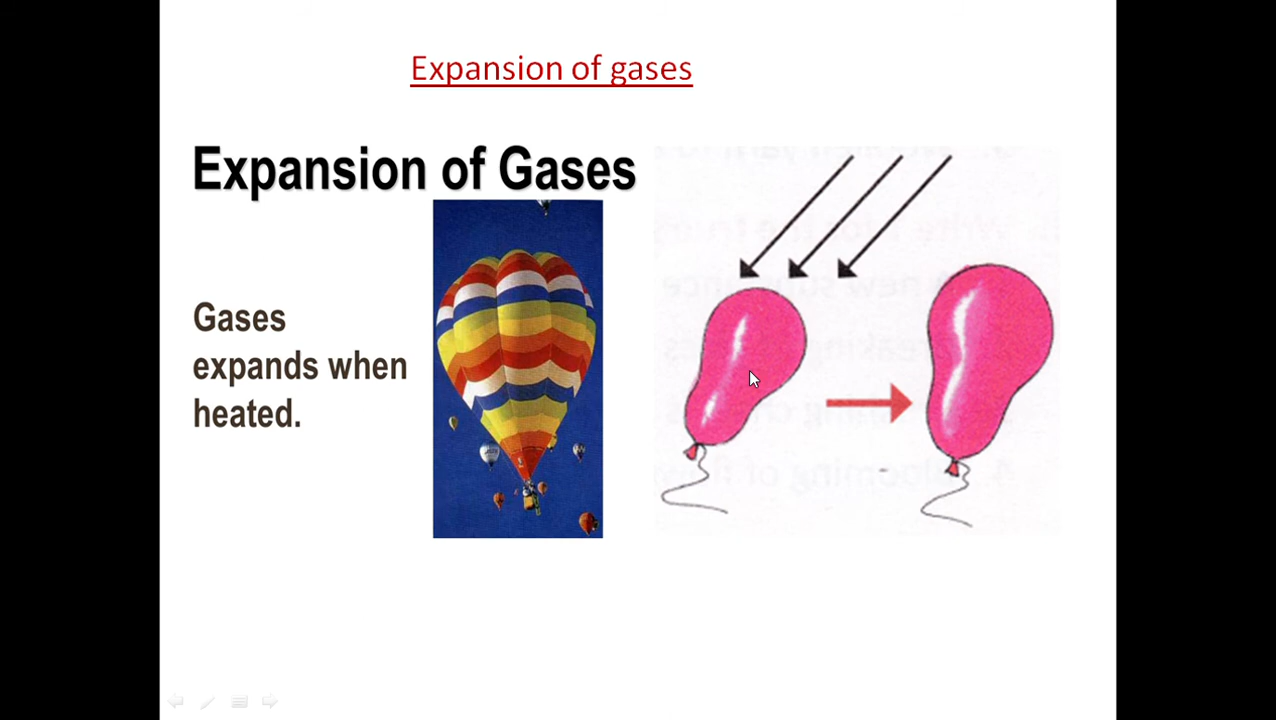 Expansion of gases
Expansion of Gases
Gases
expands when
heated.